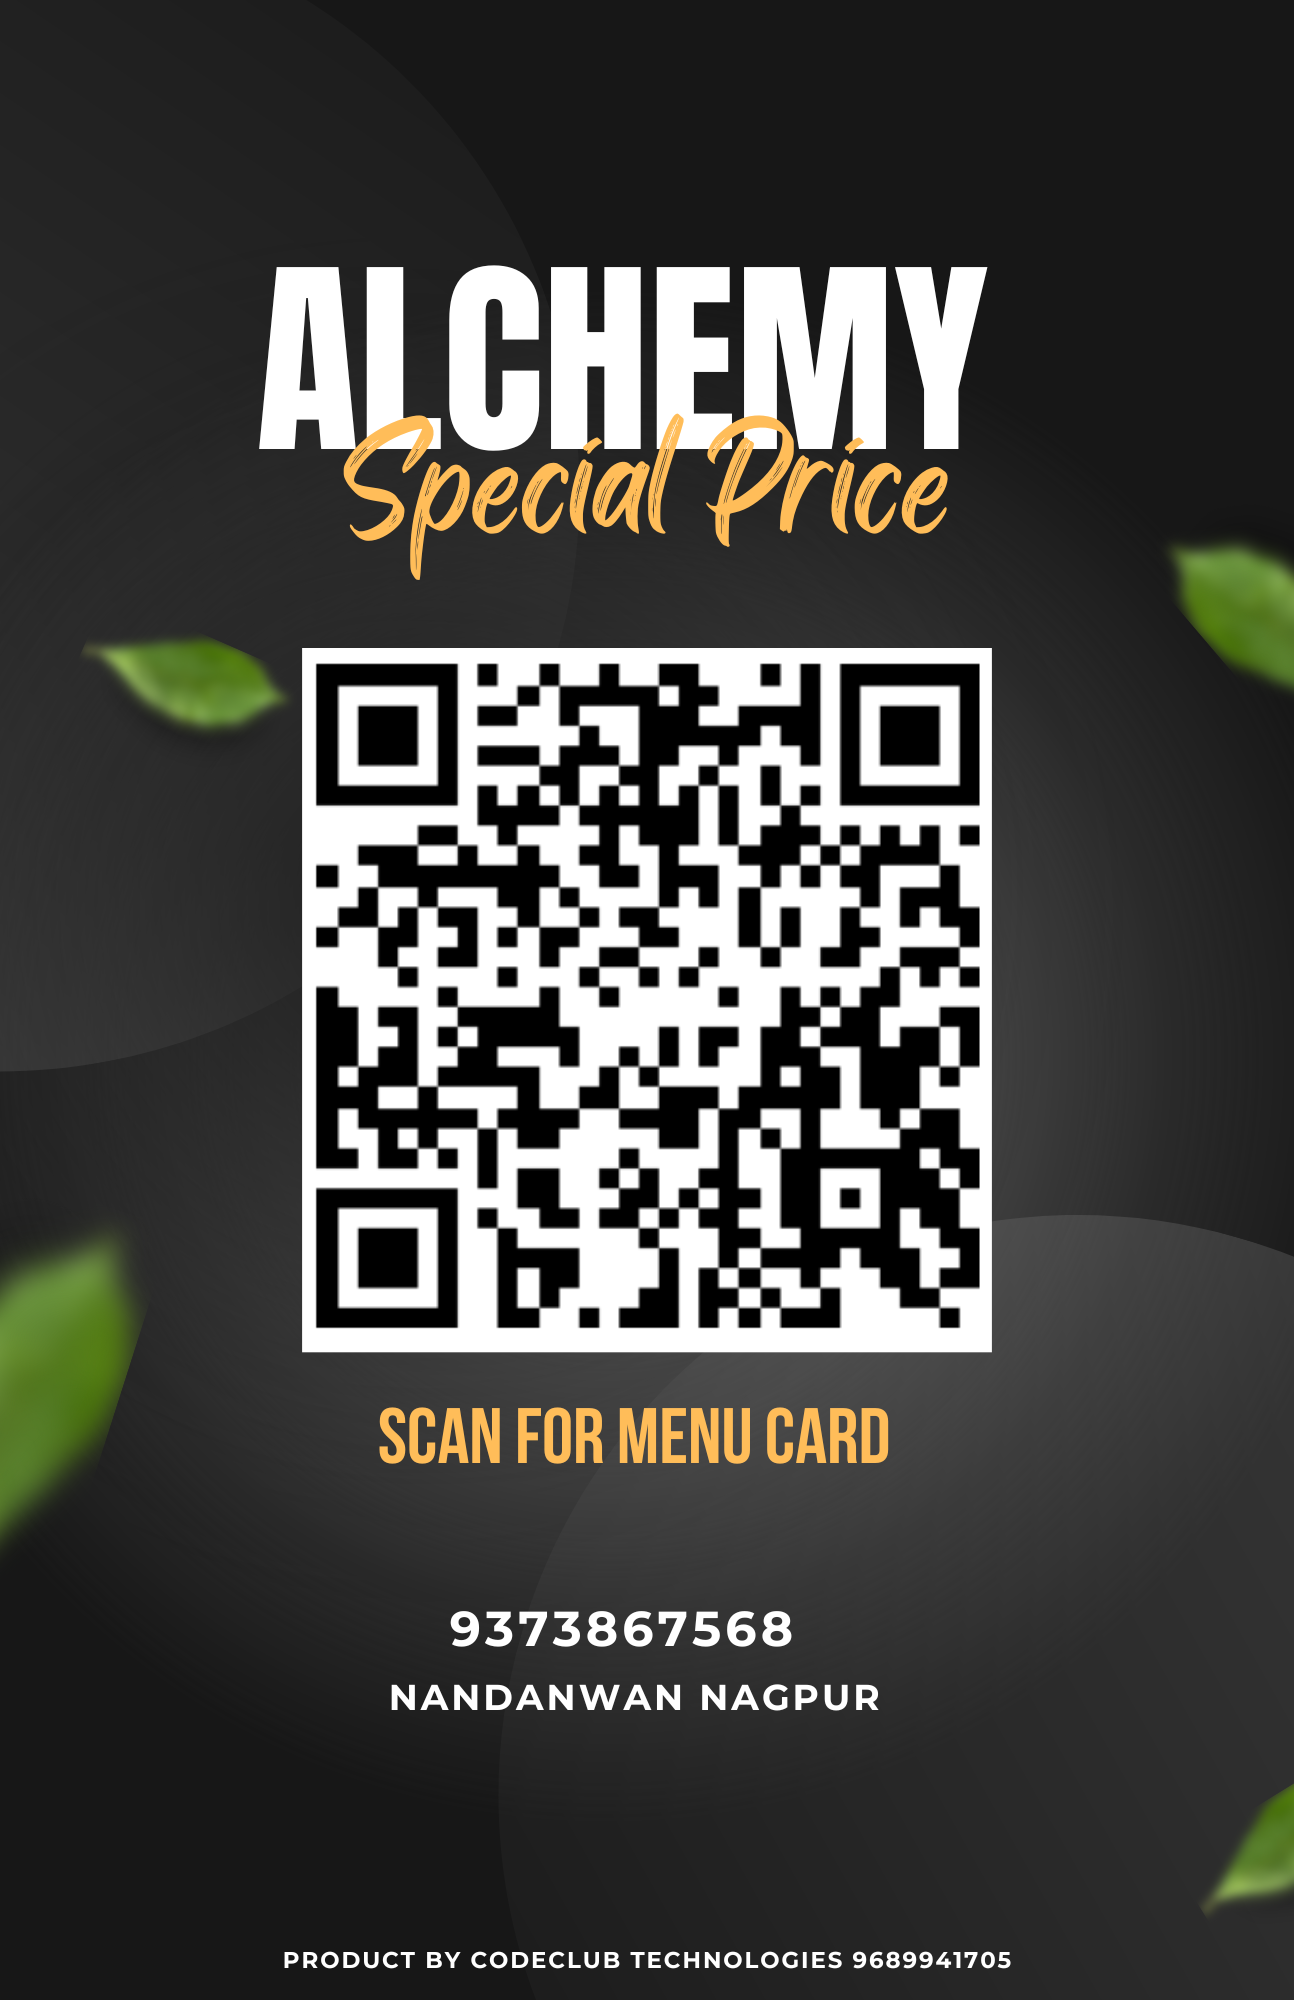 ALCHEMY
Special Price
SCAN FOR MENU CARD
9373867568
NANDANWAN NAGPUR
PRODUCT BY CODECLUB TECHNOLOGIES 9689941705